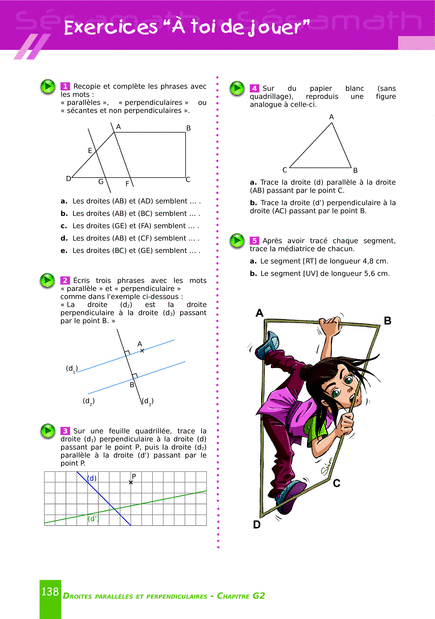 Sésamath Sésamath
Exercices “À toi de jouer”
1 Recopie et complète les phrases avec
les mots :
« parallèles », « perpendiculaires » ou
« sécantes et non perpendiculaires ».
A
B
E
D
G
F
C
a. Les droites (AB) et (AD) semblent ... .
b. Les droites (AB) et (BC) semblent ... .
c. Les droites (GE) et (FA) semblent ... .
d. Les droites (AB) et (CF) semblent ... .
e. Les droites (BC) et (GE) semblent ... .
2 Écris trois phrases avec les mots
« parallèle » et « perpendiculaire »
comme dans l'exemple ci-dessous :
« La droite (d₂) est la droite
perpendiculaire à la droite (d₃) passant
par le point B. »
A
(d₁)
B
(d₂)
(d₃)
3 Sur une feuille quadrillée, trace la
droite (d₁) perpendiculaire à la droite (d)
passant par le point P, puis la droite (d₂)
parallèle à la droite (d') passant par le
point P.
(d)
P
(d')
4 Sur du papier blanc (sans
quadrillage), reproduis une figure
analogue à celle-ci.
A
C
B
a. Trace la droite (d) parallèle à la droite
(AB) passant par le point C.
b. Trace la droite (d') perpendiculaire à la
droite (AC) passant par le point B.
5 Après avoir tracé chaque segment,
trace la médiatrice de chacun.
a. Le segment [RT] de longueur 4,8 cm.
b. Le segment [UV] de longueur 5,6 cm.
A
B
C
D
138 Droites parallèles et perpendiculaires - Chapitre G2